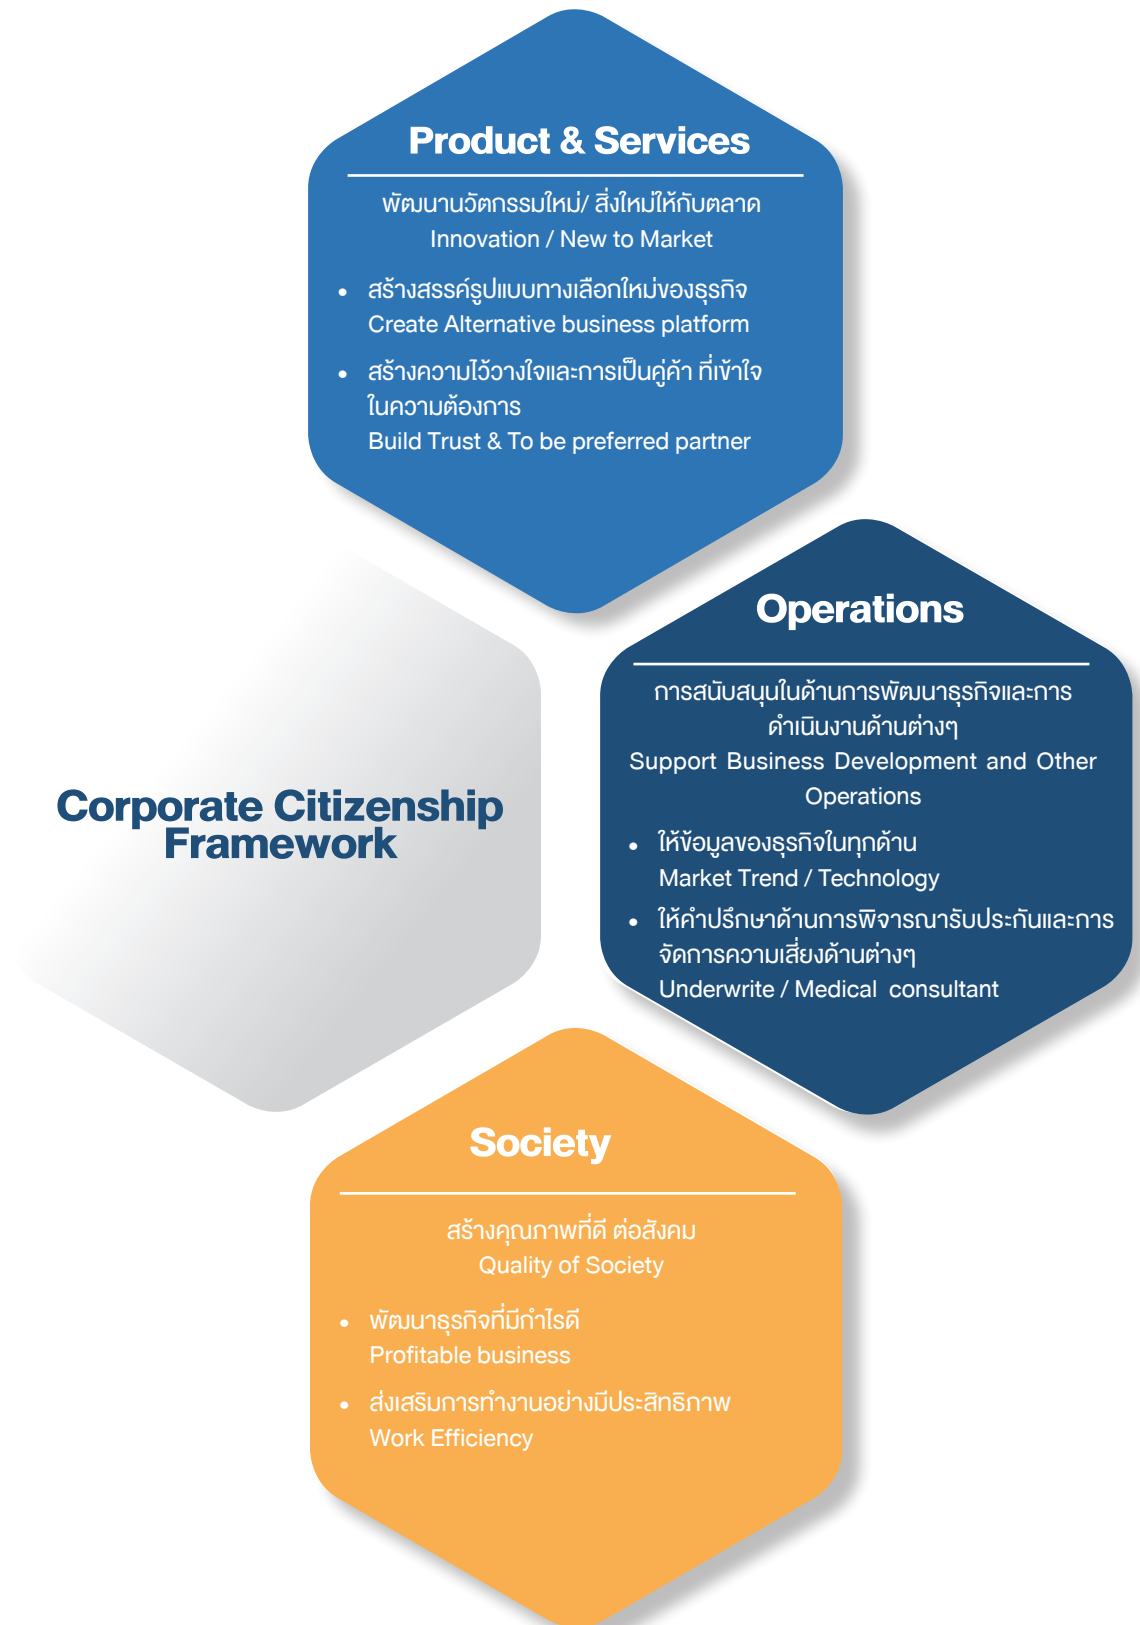 Product & Services
พัฒนานวัตกรรมใหม่/ สิ่งใหม่ให้กับตลาด
Innovation / New to Market
• สร้างสรรค์รูปแบบทางเลือกใหม่ของธุรกิจ
Create Alternative business platform
• สร้างความไว้วางใจและการเป็นคู่ค้า ที่เข้าใจ
ในความต้องการ
Build Trust & To be preferred partner
Operations
การสนับสนุนในด้านการพัฒนาธุรกิจและการ
ดำเนินงานด้านต่างๆ
Support Business Development and Other
Operations
• ให้ข้อมูลของธุรกิจในทุกด้าน
Market Trend / Technology
• ให้คำปรึกษาด้านการพิจารณารับประกันและการ
จัดการความเสี่ยงด้านต่างๆ
Underwrite / Medical consultant
Corporate Citizenship
Framework
Society
สร้างคุณภาพที่ดี ต่อสังคม
Quality of Society
• พัฒนาธุรกิจที่มีกำไรดี
Profitable business
• ส่งเสริมการทำงานอย่างมีประสิทธิภาพ
Work Efficiency